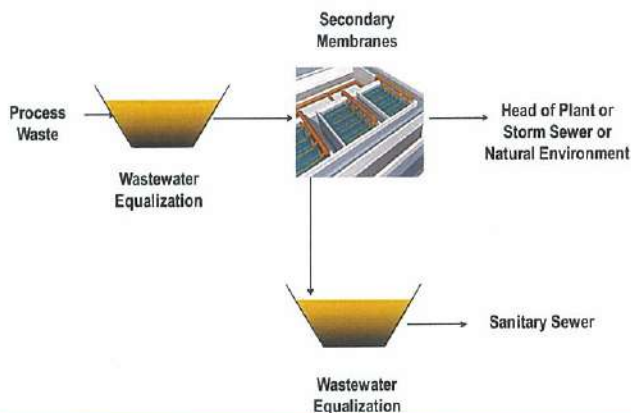 Secondary
Membranes
Process
Waste
Head of Plant or
Storm Sewer or
Natural Environment
Wastewater
Equalization
Sanitary Sewer
Wastewater
Equalization